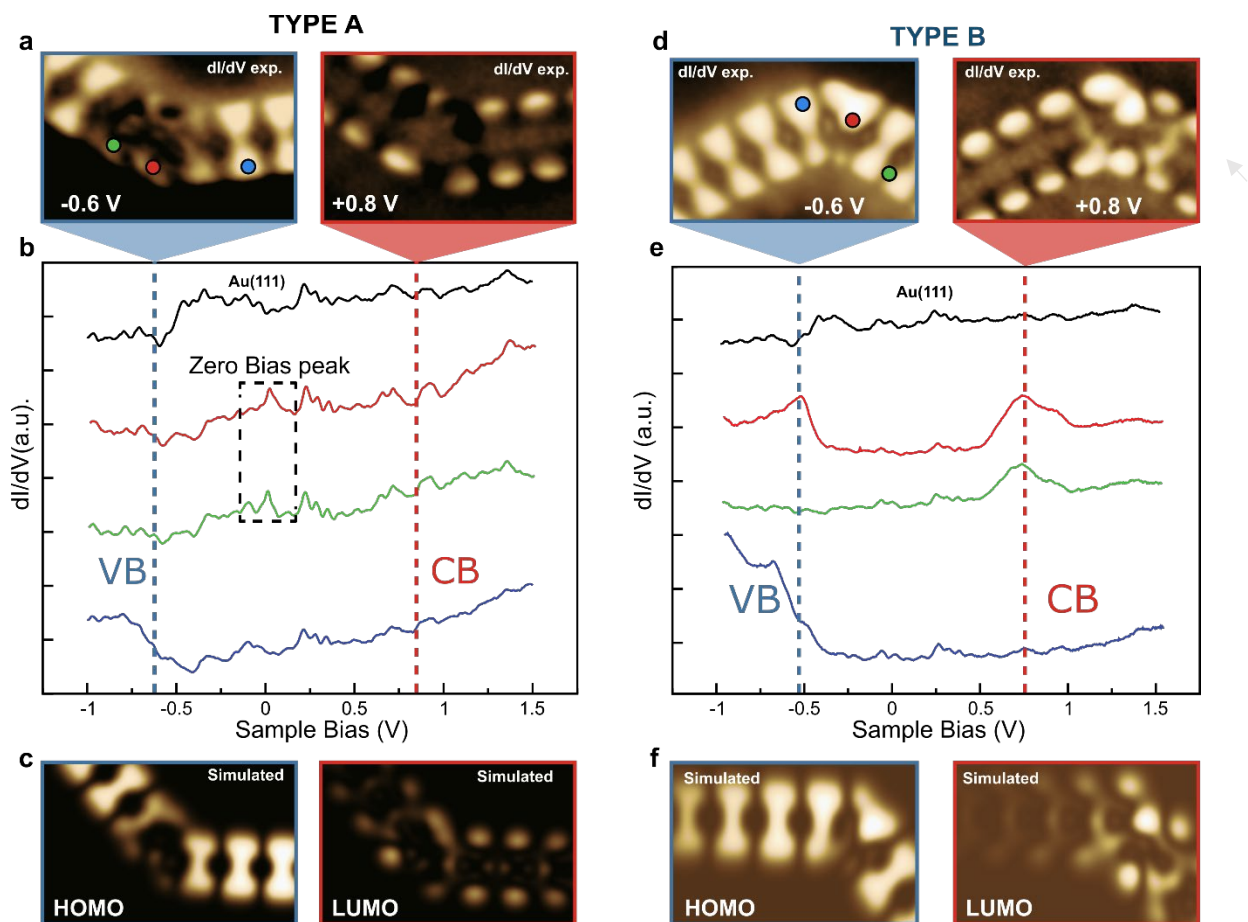 TYPE A
a
dI/dV exp.
-0.6 V
dI/dV exp.
+0.8 V
b
Au(111)
Zero Bias peak
VB
CB
dI/dV(a.u).
-1
-0.5
0
0.5
1
1.5
Sample Bias (V)
c
Simulated
HOMO
Simulated
LUMO
TYPE B
d
dI/dV exp.
-0.6 V
dI/dV exp.
+0.8 V
e
Au(111)
VB
CB
dI/dV (a.u.)
-1
-0.5
0
0.5
1
1.5
Sample Bias (V)
f
Simulated
HOMO
Simulated
LUMO